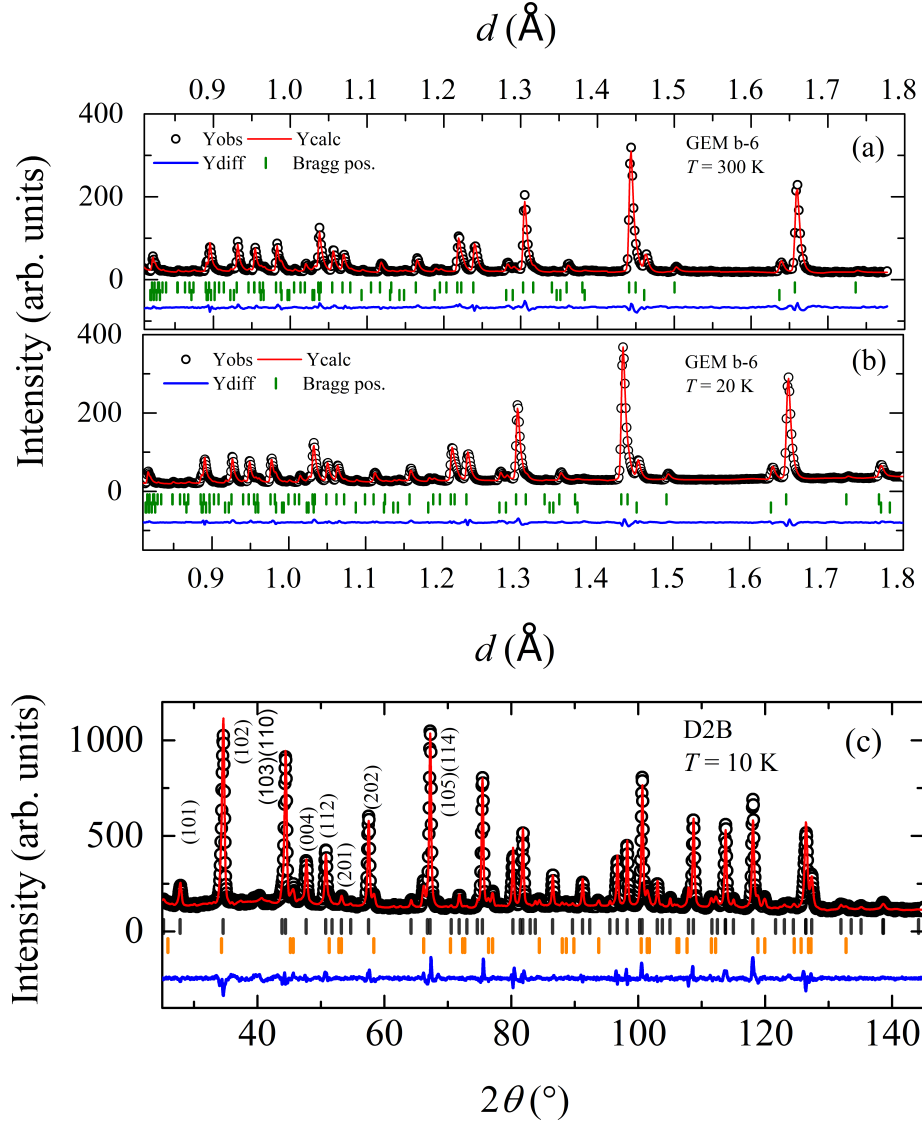 d (Å)
0.9 1.0 1.1 1.2 1.3 1.4 1.5 1.6 1.7 1.8
400
200
0
Yobs Ycalc
Ydiff Bragg pos.
GEM b-6
T = 300 K
(a)
Intensity (arb. units)
400
200
0
Yobs Ycalc
Ydiff Bragg pos.
GEM b-6
T = 20 K
(b)
0.9 1.0 1.1 1.2 1.3 1.4 1.5 1.6 1.7 1.8
d (Å)
Intensity (arb. units)
1000
500
0
(101)
(102)
(103)(110)
(004)
(112)
(201)
(202)
(105)(114)
D2B
T = 10 K
(c)
40 60 80 100 120 140
2θ (°)